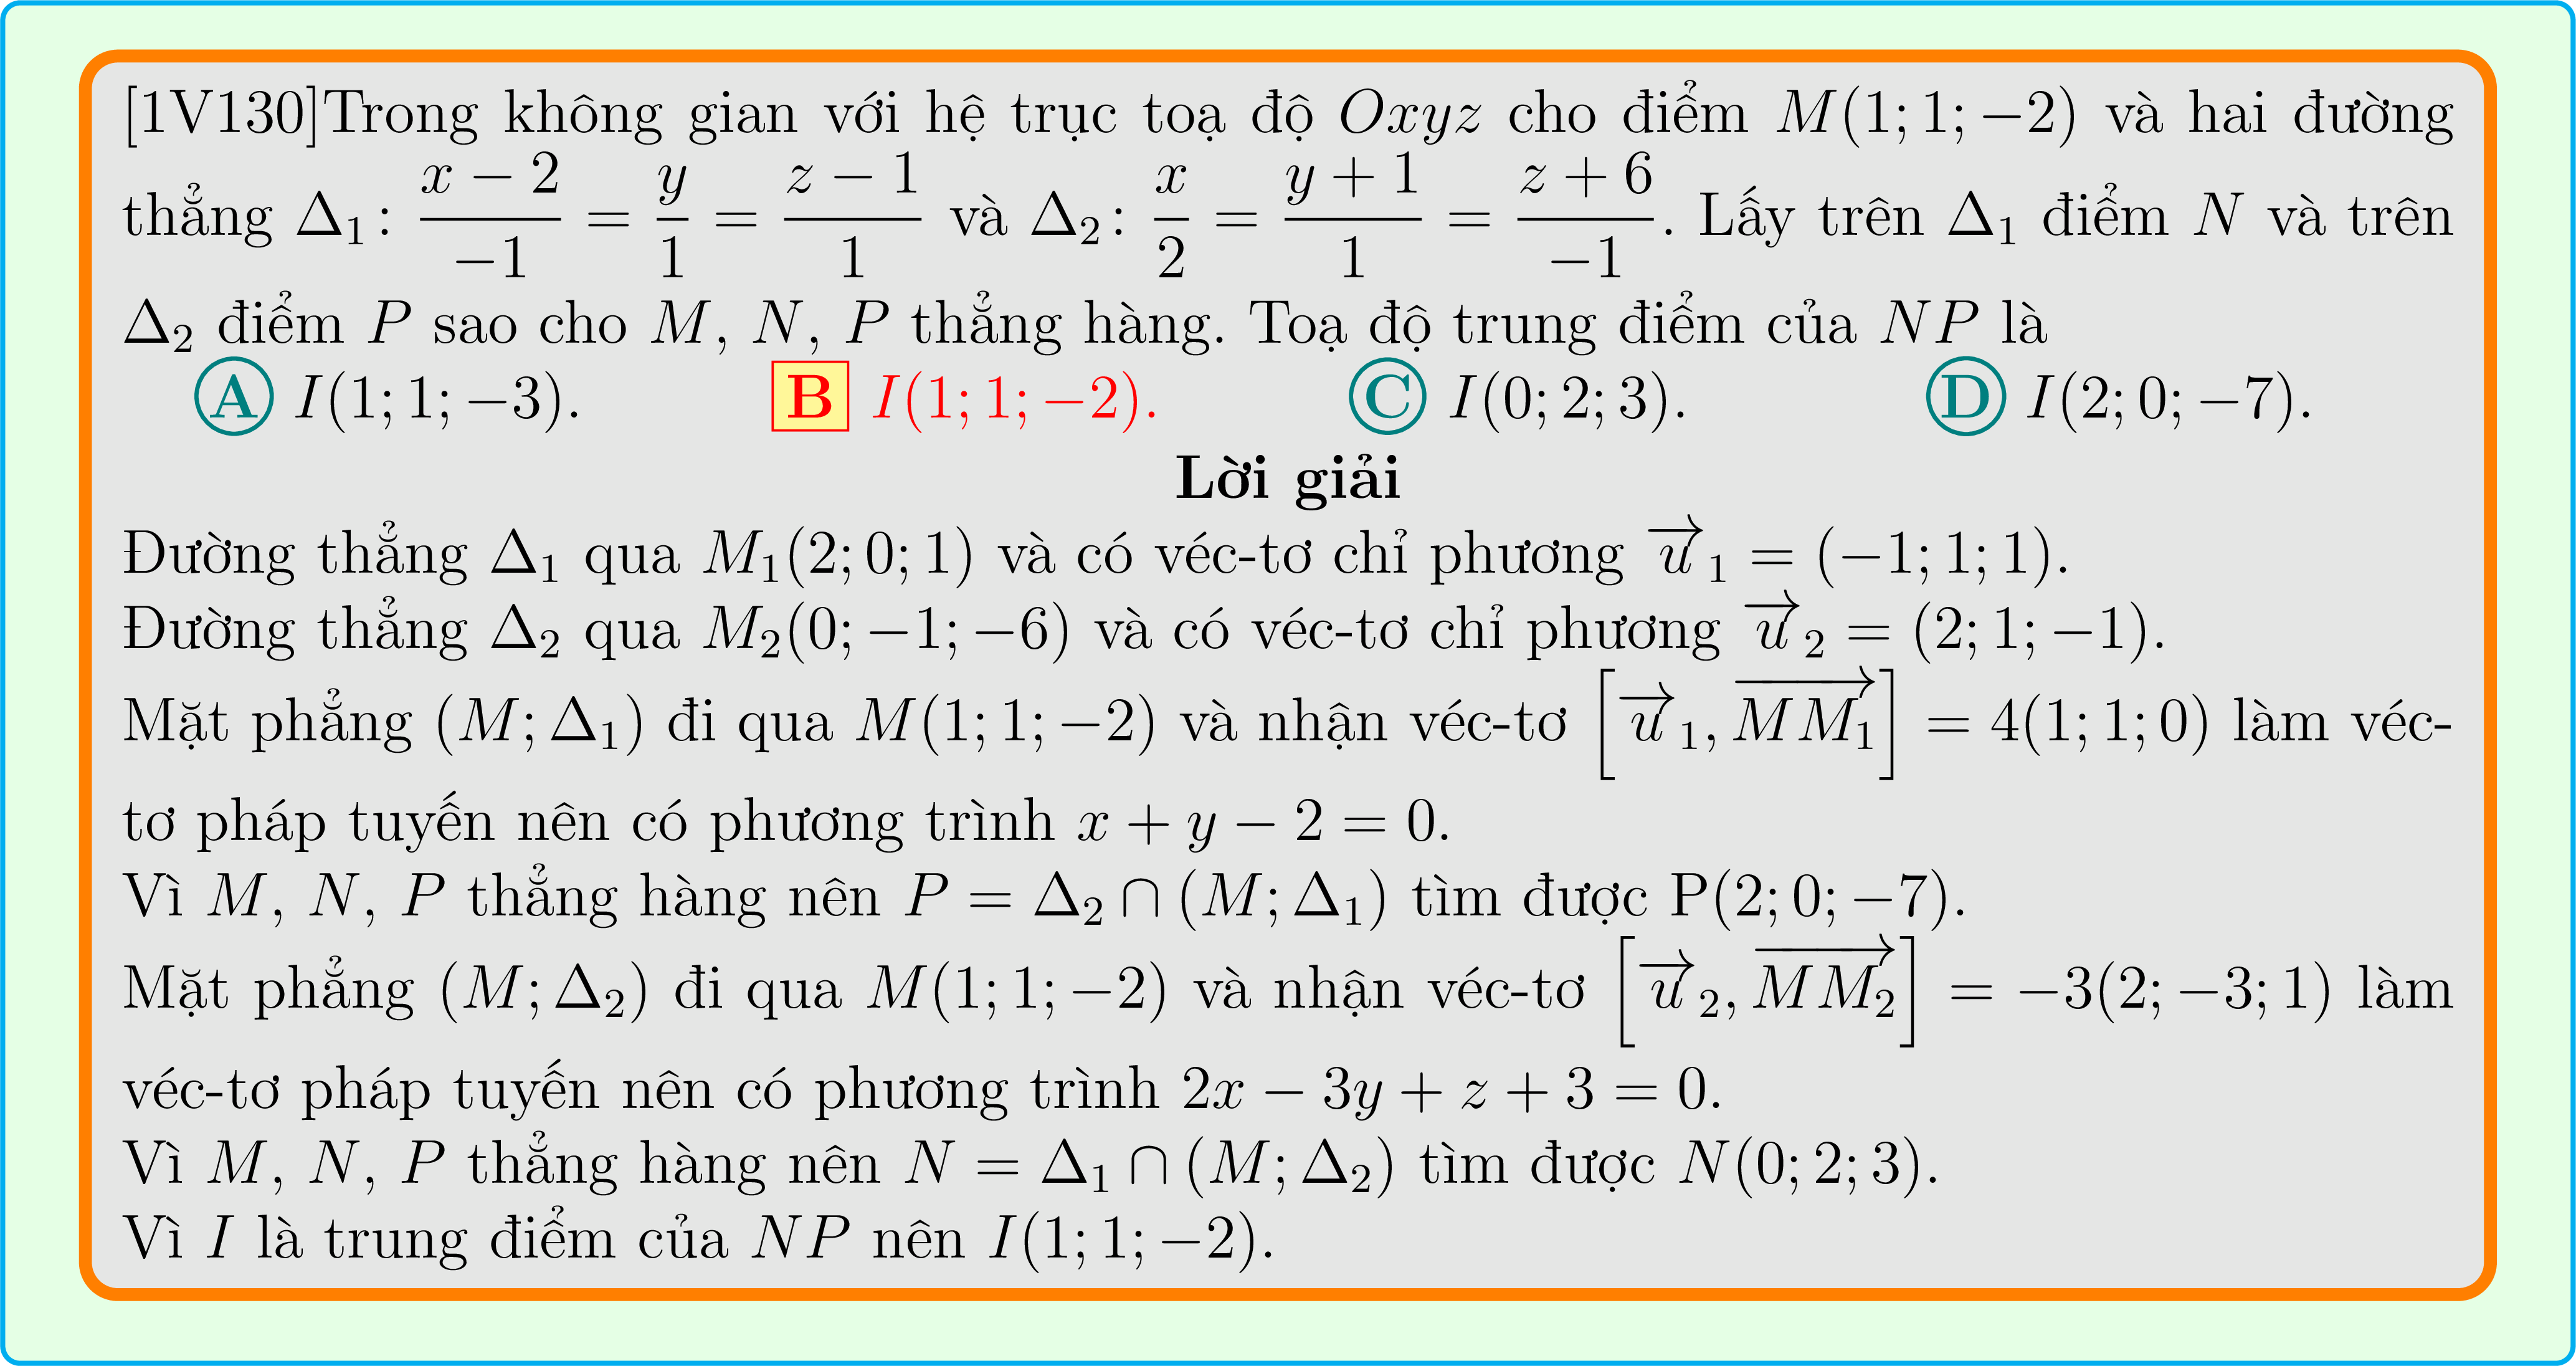 [1V130]Trong không gian với hệ trục toạ độ $Oxyz$ cho điểm $M(1; 1; -2)$ và hai đường
thẳng $\Delta_1: \dfrac{x-2}{-1} = \dfrac{y}{1} = \dfrac{z-1}{1}$ và $\Delta_2: \dfrac{x}{2} = \dfrac{y+1}{1} = \dfrac{z+6}{-1}$. Lấy trên $\Delta_1$ điểm $N$ và trên
$\Delta_2$ điểm $P$ sao cho $M$, $N$, $P$ thẳng hàng. Toạ độ trung điểm của $NP$ là
A $I(1; 1; -3)$. B $I(1; 1; -2)$. C $I(0; 2; 3)$. D $I(2; 0; -7)$.
Lời giải
Đường thẳng $\Delta_1$ qua $M_1(2; 0; 1)$ và có véc-tơ chỉ phương $\overrightarrow{u}_1 = (-1; 1; 1)$.
Đường thẳng $\Delta_2$ qua $M_2(0; -1; -6)$ và có véc-tơ chỉ phương $\overrightarrow{u}_2 = (2; 1; -1)$.
Mặt phẳng $(M; \Delta_1)$ đi qua $M(1; 1; -2)$ và nhận véc-tơ $\left[\overrightarrow{u}_1, \overrightarrow{MM_1}\right] = 4(1; 1; 0)$ làm véc-
tơ pháp tuyến nên có phương trình $x + y - 2 = 0$.
Vì $M$, $N$, $P$ thẳng hàng nên $P = \Delta_2 \cap (M; \Delta_1)$ tìm được P$(2; 0; -7)$.
Mặt phẳng $(M; \Delta_2)$ đi qua $M(1; 1; -2)$ và nhận véc-tơ $\left[\overrightarrow{u}_2, \overrightarrow{MM_2}\right] = -3(2; -3; 1)$ làm
véc-tơ pháp tuyến nên có phương trình $2x - 3y + z + 3 = 0$.
Vì $M$, $N$, $P$ thẳng hàng nên $N = \Delta_1 \cap (M; \Delta_2)$ tìm được $N(0; 2; 3)$.
Vì $I$ là trung điểm của $NP$ nên $I(1; 1; -2)$.